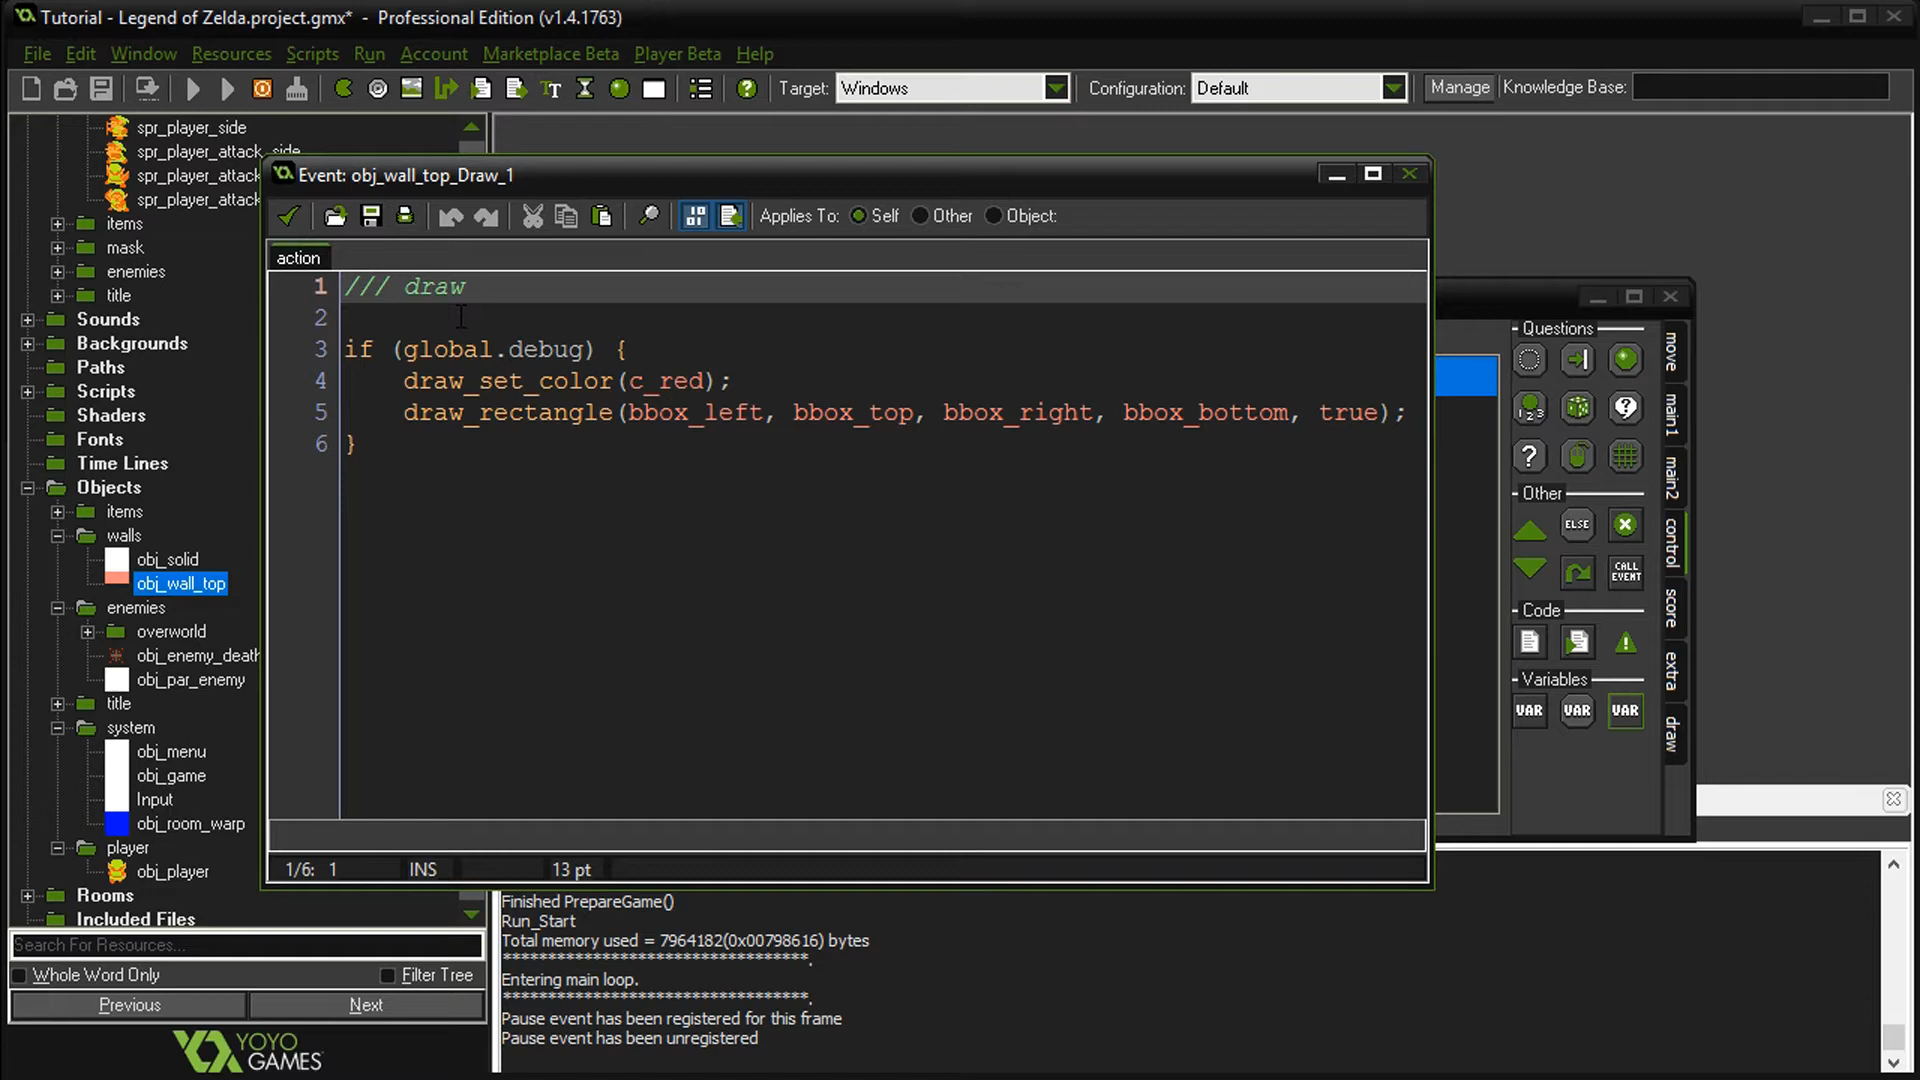 Tutorial - Legend of Zelda.project.gmx* - Professional Edition (v1.4.1763)
File Edit Window Resources Scripts Run Account Marketplace Beta Player Beta Help
Target: Windows Configuration: Default Manage Knowledge Base:
spr_player_side
spr_player_attack_side
spr_player_attack
spr_player_attack
items
mask
enemies
title
Sounds
Backgrounds
Paths
Scripts
Shaders
Fonts
Time Lines
Objects
items
walls
obj_solid
obj_wall_top
enemies
overworld
obj_enemy_death
obj_par_enemy
title
system
obj_menu
obj_game
Input
obj_room_warp
player
obj_player
Rooms
Included Files
Search For Resources...
Whole Word Only Filter Tree
Previous Next
YOYO
GAMES
Event: obj_wall_top_Draw_1
Applies To: Self Other Object:
action
1 /// draw
2
3 if (global.debug) {
4 draw_set_color(c_red);
5 draw_rectangle(bbox_left, bbox_top, bbox_right, bbox_bottom, true);
6 }
1/6: 1 INS 13 pt
Questions
Other
ELSE
CALL
EVENT
Code
Variables
VAR VAR VAR
move
main1
main2
control
score
extra
draw
Finished PrepareGame()
Run_Start
Total memory used = 7964182(0x00798616) bytes
*********************************.
Entering main loop.
*********************************.
Pause event has been registered for this frame
Pause event has been unregistered